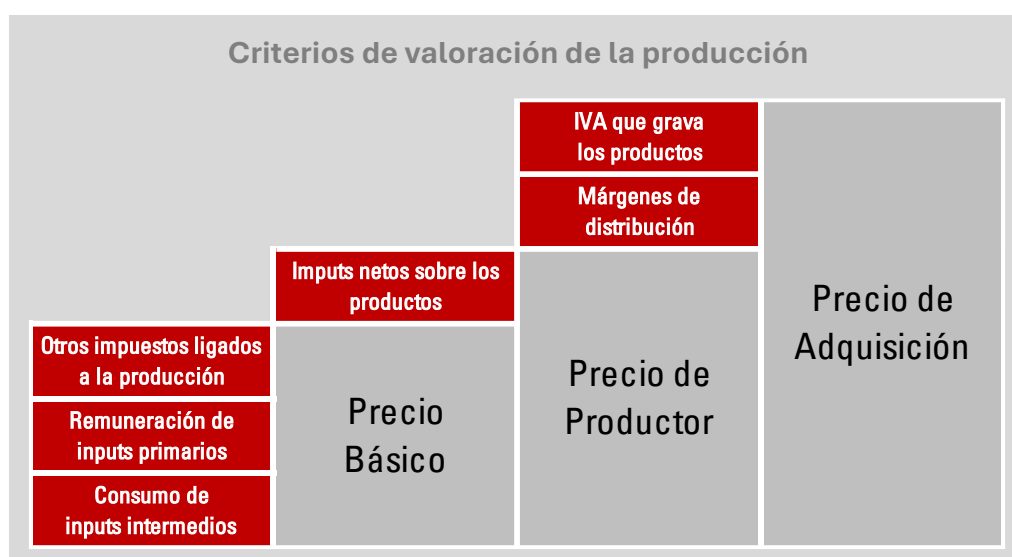 Criterios de valoración de la producción
IVA que grava
los productos
Márgenes de
distribución
Imputs netos sobre los
productos
Otros impuestos ligados
a la producción
Remuneración de
inputs primarios
Consumo de
inputs intermedios
Precio
Básico
Precio de
Productor
Precio de
Adquisición